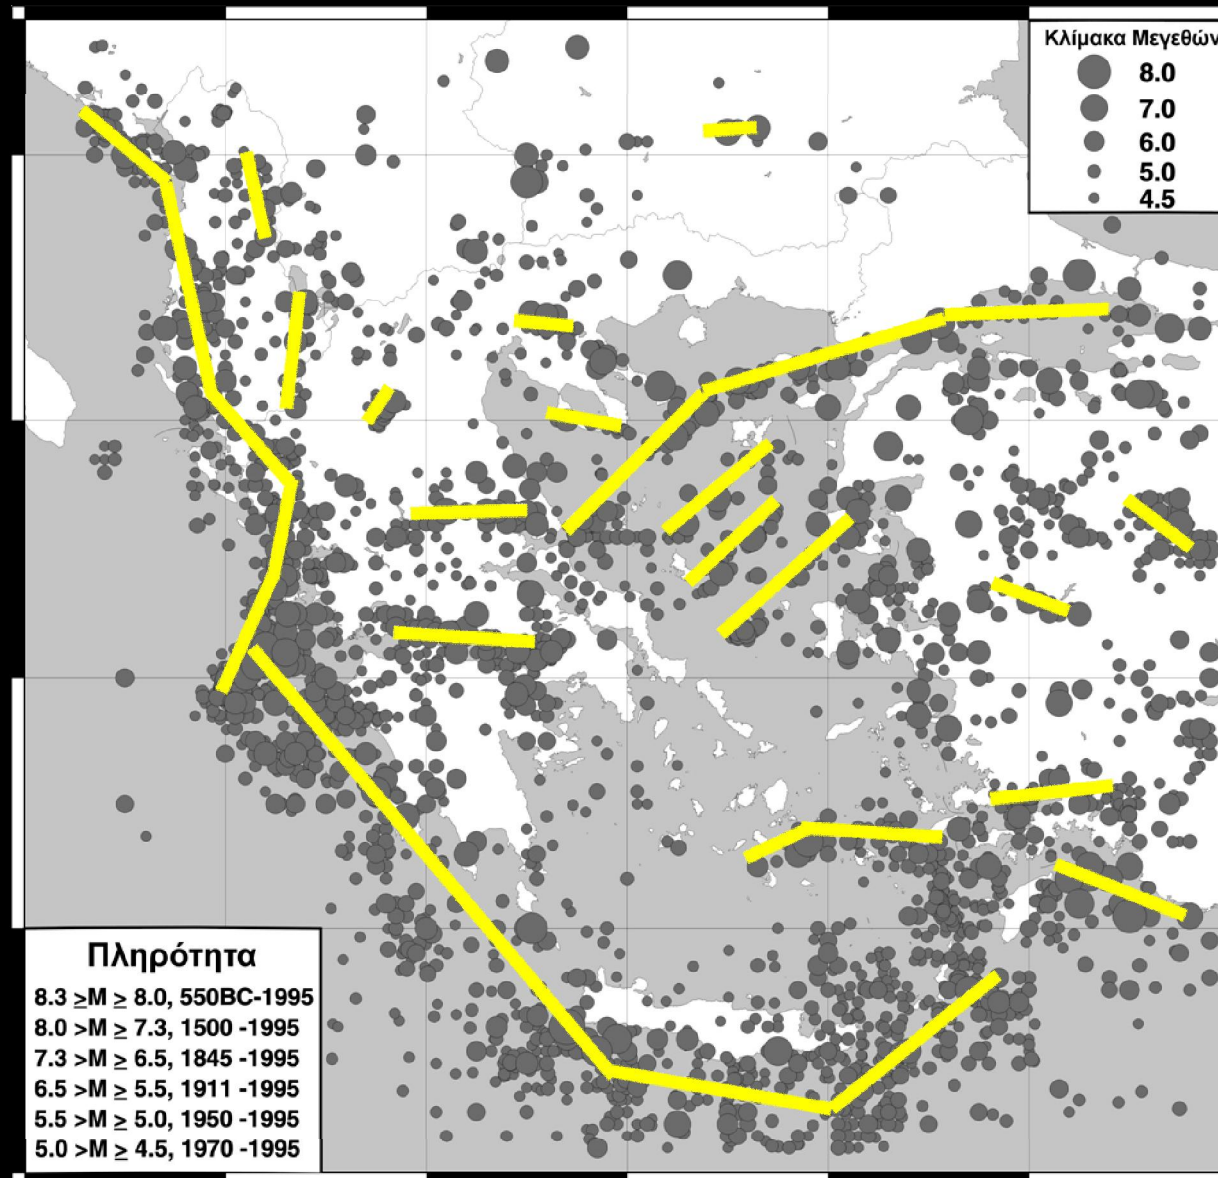 Κλίμακα Μεγεθών
8.0
7.0
6.0
5.0
4.5
Πληρότητα
8.3 ≥M ≥ 8.0, 550BC-1995
8.0 >M ≥ 7.3, 1500 -1995
7.3 >M ≥ 6.5, 1845 -1995
6.5 >M ≥ 5.5, 1911 -1995
5.5 >M ≥ 5.0, 1950 -1995
5.0 >M ≥ 4.5, 1970 -1995